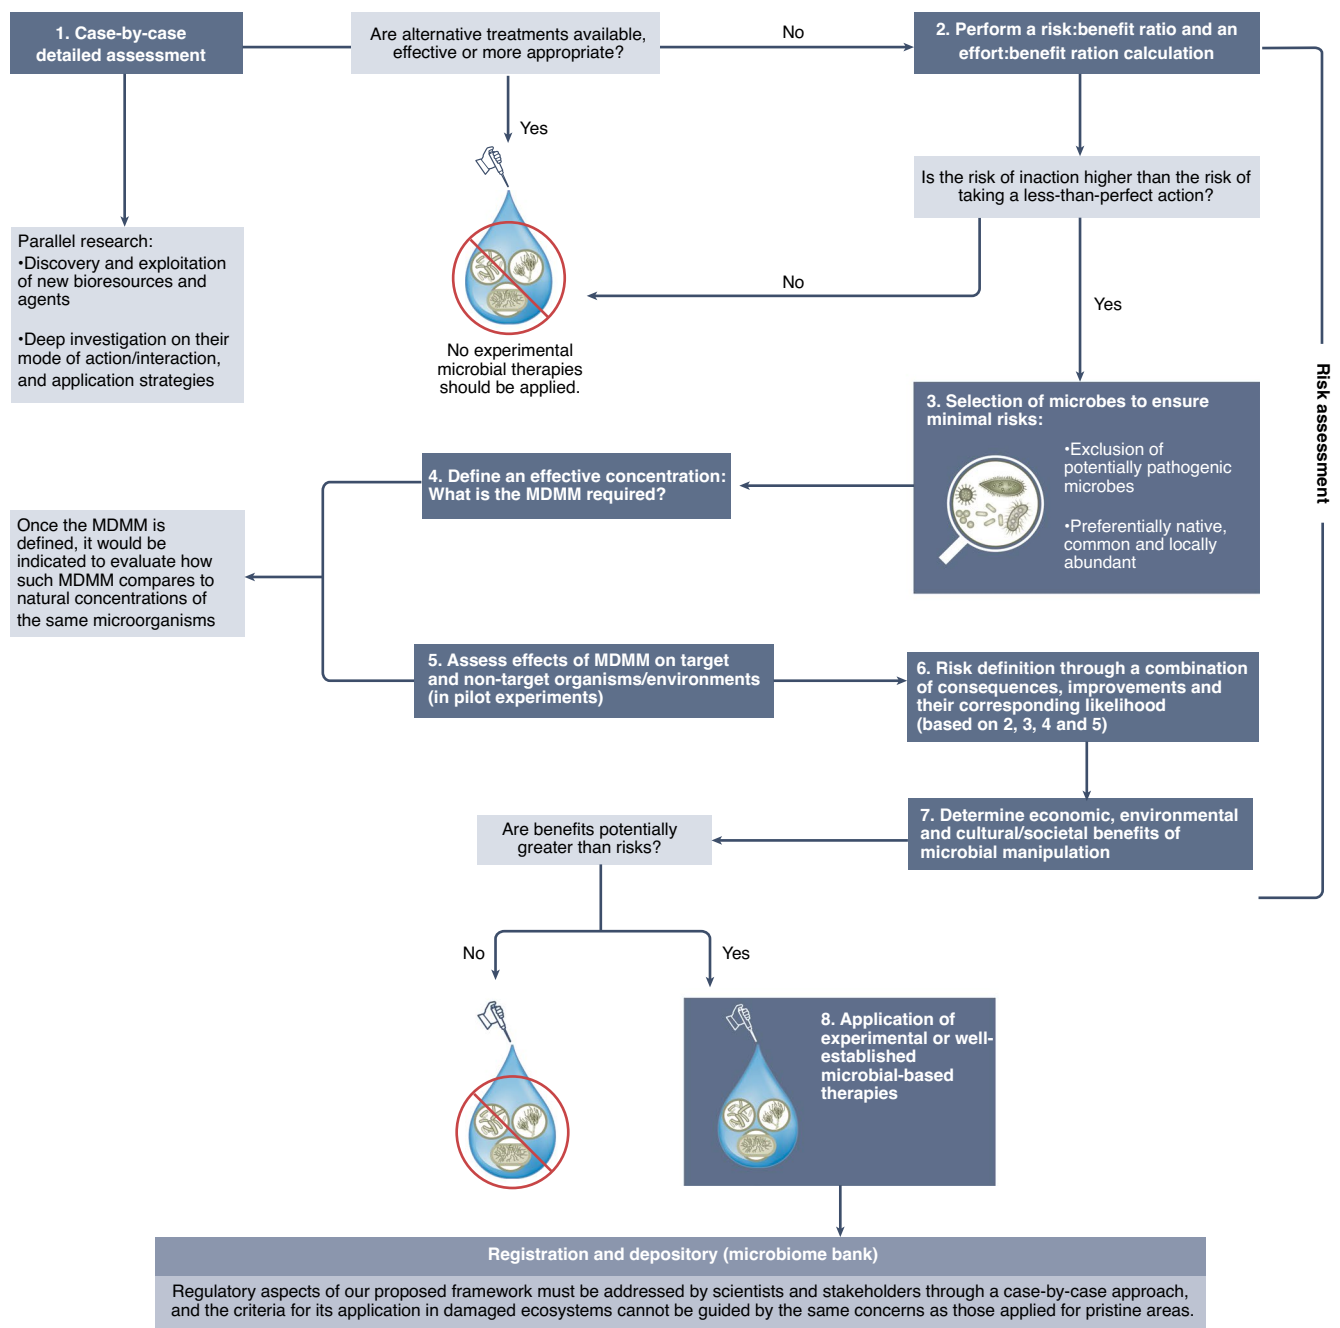 1. Case-by-case
detailed assessment
Are alternative treatments available,
effective or more appropriate?
No
2. Perform a risk:benefit ratio and an
effort:benefit ration calculation
Yes
Is the risk of inaction higher than the risk of
taking a less-than-perfect action?
No
Yes
No experimental
microbial therapies
should be applied.
Parallel research:
•Discovery and exploitation
of new bioresources and
agents
•Deep investigation on their
mode of action/interaction,
and application strategies
Risk assessment
3. Selection of microbes to ensure
minimal risks:
•Exclusion of
potentially pathogenic
microbes
•Preferentially native,
common and locally
abundant
4. Define an effective concentration:
What is the MDMM required?
Once the MDMM is
defined, it would be
indicated to evaluate how
such MDMM compares to
natural concentrations of
the same microorganisms
5. Assess effects of MDMM on target
and non-target organisms/environments
(in pilot experiments)
6. Risk definition through a combination
of consequences, improvements and
their corresponding likelihood
(based on 2, 3, 4 and 5)
7. Determine economic, environmental
and cultural/societal benefits of
microbial manipulation
Are benefits potentially
greater than risks?
No
Yes
8. Application of
experimental or well-
established
microbial-based
therapies
Registration and depository (microbiome bank)
Regulatory aspects of our proposed framework must be addressed by scientists and stakeholders through a case-by-case approach,
and the criteria for its application in damaged ecosystems cannot be guided by the same concerns as those applied for pristine areas.